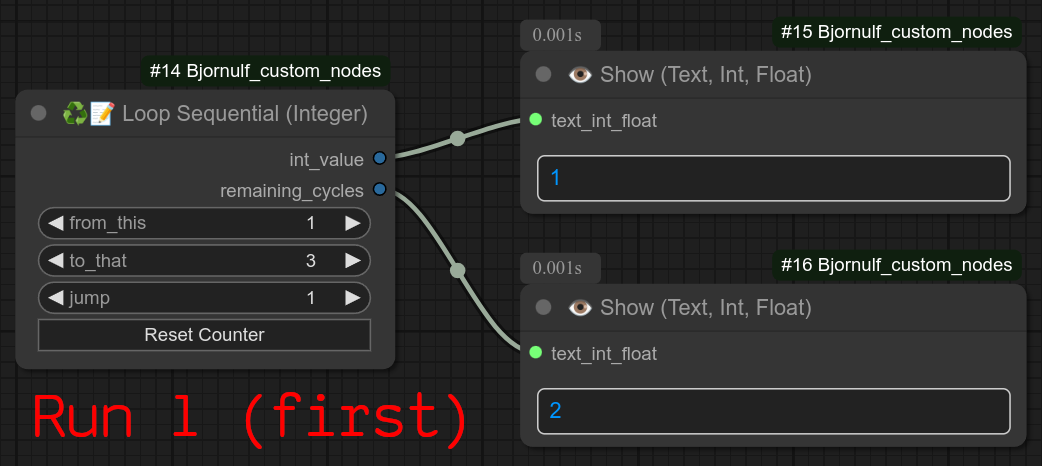 #14 Bjornulf_custom_nodes
♻️📝 Loop Sequential (Integer)
int_value
remaining_cycles
from_this 1
to_that 3
jump 1
Reset Counter
Run 1 (first)
0.001s
#15 Bjornulf_custom_nodes
👁️ Show (Text, Int, Float)
text_int_float
1
0.001s
#16 Bjornulf_custom_nodes
👁️ Show (Text, Int, Float)
text_int_float
2